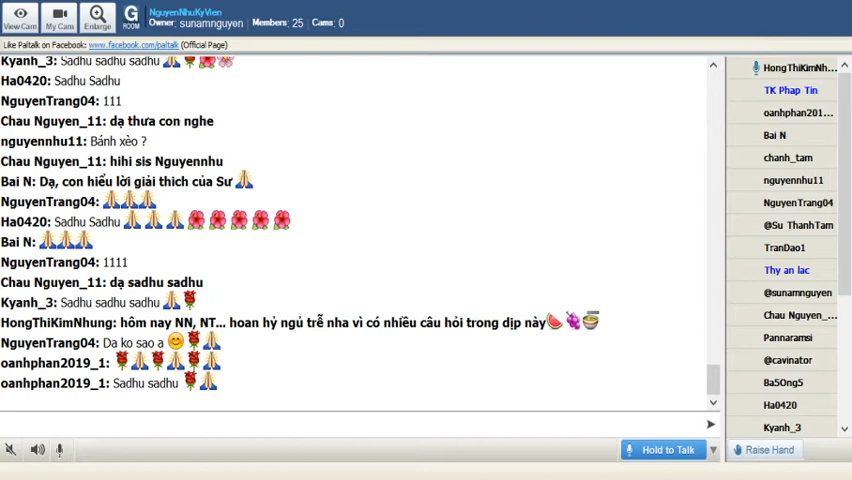 NguyenNhuKyVien
Owner: sunamnguyen Members: 25 Cams: 0
View Cam My Cam Enlarge G ROOM
Like Paltalk on Facebook: www.facebook.com/paltalk (Official Page)
Kyanh_3: Sadhu sadhu sadhu
Ha0420: Sadhu Sadhu
NguyenTrang04: 111
Chau Nguyen_11: dạ thưa con nghe
nguyennhu11: Bánh xèo ?
Chau Nguyen_11: hihi sis Nguyennhu
Bai N: Dạ, con hiểu lời giải thích của Sư 🙏
NguyenTrang04: 🙏🙏🙏
Ha0420: Sadhu Sadhu 🙏 🙏 🙏🌺 🌺 🌺 🌺 🌺
Bai N: 🙏🙏🙏
NguyenTrang04: 1111
Chau Nguyen_11: dạ sadhu sadhu
Kyanh_3: Sadhu sadhu sadhu 🙏🌹
HongThiKimNhung: hôm nay NN, NT... hoan hỷ ngủ trễ nha vì có nhiều câu hỏi trong dịp này🍉🍇🍜
NguyenTrang04: Da ko sao a 😊🌹🙏
oanhphan2019_1: 🌹🙏🌹🙏🌹🙏
oanhphan2019_1: Sadhu sadhu 🌹🙏
HongThiKimNh...
TK Phap Tin
oanhphan201...
Bai N
chanh_tam
nguyennhu11
NguyenTrang04
@Su ThanhTam
TranDao1
Thy an lac
@sunamnguyen
Chau Nguyen_...
Pannaramsi
@cavinator
Ba5Ong5
Ha0420
Kyanh_3
Hold to Talk
Raise Hand